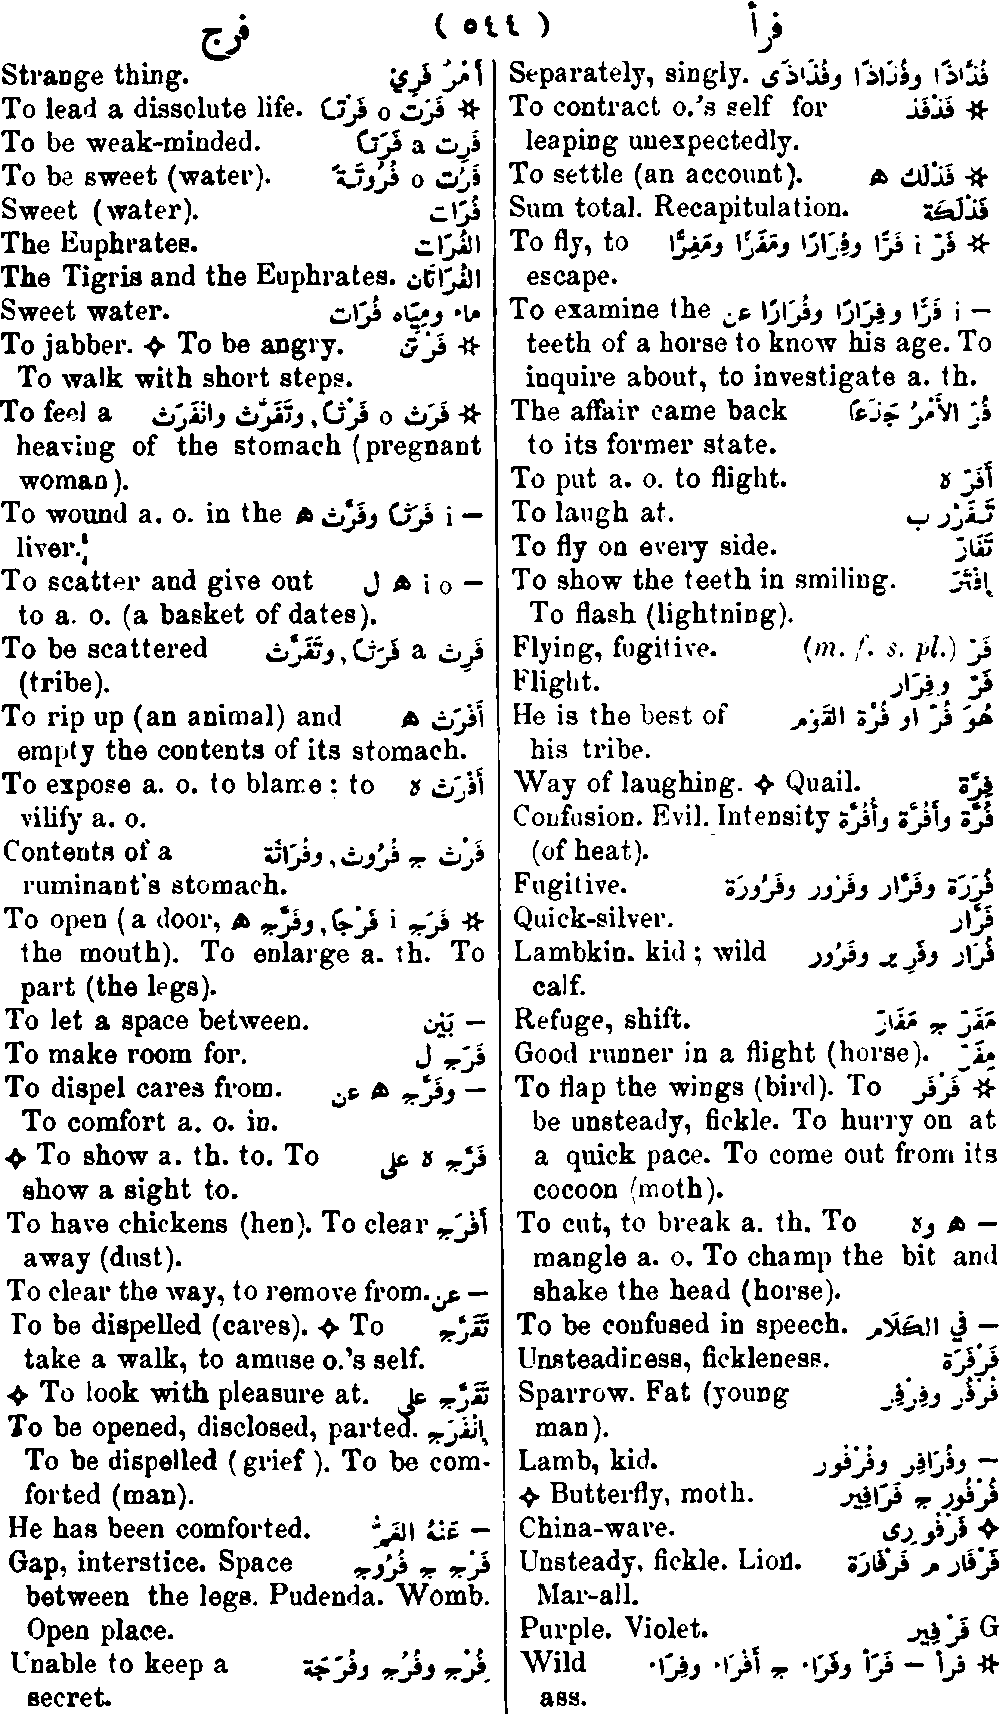 فرأ ( ٥٤٤ ) فرج
Separately, singly. فُذَاذًا وفُذَاذًا وفُذَاذَى
To contract o.'s self for ✲ فَذْفَذ
leaping unexpectedly.
To settle (an account). ✲ فَذْلَك ه
Sum total. Recapitulation. فَذْلَكَة
To fly, to ✲ فَرّ i فَرًّا وفِرَارًا ومَفَرًّا ومَفِرًّا
escape.
To examine the — i فَرًّا وفِرَارًا وفُرَارًا عن
teeth of a horse to know his age. To
inquire about, to investigate a. th.
The affair came back فُرَّ الأَمْرُ جَذَعًا
to its former state.
To put a. o. to flight. أَفَرّ ه
To laugh at. تَـفَرَّر ب
To fly on every side. تَفَارّ
To show the teeth in smiling. إِفْتَرّ
To flash (lightning).
Flying, fugitive. فَرّ (m. f. s. pl.)
Flight. فَرّ وفِرَار
He is the best of هُوَ فُرّ او فُرَّة القَوْم
his tribe.
Way of laughing. ✧ Quail. فِرَّة
Confusion. Evil. Intensity فُرَّة وأَفُرَّة وأُفُرَّة
(of heat).
Fugitive. فُرَرَة وفَرَّار وفَرُور وفَرُورَة
Quick-silver. فَرَّار
Lambkin. kid ; wild فُرَار وفَرِير وفَرُور
calf.
Refuge, shift. مَفَرّ ج مَفَارّ
Good runner in a flight (horse). مِفَرّ
To flap the wings (bird). To ✲ فَرْفَر
be unsteady, fickle. To hurry on at
a quick pace. To come out from its
cocoon (moth).
To cut, to break a. th. To — ه وه
mangle a. o. To champ the bit and
shake the head (horse).
To be confused in speech. — في الكَلَام
Unsteadiness, fickleness. فَرْفَرَة
Sparrow. Fat (young فُرْفُر وفِرْفِر
man).
Lamb, kid. — وفُرَافِر وفُرْفُور
✧ Butterfly, moth. فُرْفُور ج فَرَافِير
China-ware. ✧ فَرْفُورِي
Unsteady, fickle. Lion. فَرْفَار م فَرْفَارَة
Mar-all.
Purple. Violet. G فَرْفِير
Wild ✲ فرأ — فَرَأ وفَرَاء ج أَفْرَاء وفِرَاء
ass.
Strange thing. أَمْرٌ فَرِيْء
To lead a dissolute life. ✲ فَرَت o فَرْتًا
To be weak-minded. فَرِت a فَرَتًا
To be sweet (water). فَرُت o فُرُوتَةً
Sweet (water). فُرَات
The Euphrates. الفُرَات
The Tigris and the Euphrates. الفُرَاتَان
Sweet water. مَاء ومِيَاه فُرَات
To jabber. ✧ To be angry. ✲ فَرْتَن
To walk with short steps.
To feel a ✲ فَرَث o فَرْثًا, وتَفَرَّث وانْفَرَث
heaving of the stomach (pregnant
woman).
To wound a. o. in the — i فَرْثًا وفَرَّث ه
liver.
To scatter and give out — i o ه ل
to a. o. (a basket of dates).
To be scattered فَرِث a فَرَثًا, وتَفَرَّث
(tribe).
To rip up (an animal) and أَفْرَث ه
empty the contents of its stomach.
To expose a. o. to blame ; to أَفْرَث ه
vilify a. o.
Contents of a فَرْث ج فُرُوث, وفُرَاثَة
ruminant's stomach.
To open (a door, ✲ فَرَج i فَرْجًا, وفَرَّج ه
the mouth). To enlarge a. th. To
part (the legs).
To let a space between. — بَيْن
To make room for. فَرَج ل
To dispel cares from. — وفَرَّج ه عن
To comfort a. o. in.
✧ To show a. th. to. To فَرَّج ه على
show a sight to.
To have chickens (hen). To clear أَفْرَج
away (dust).
To clear the way, to remove from. — عن
To be dispelled (cares). ✧ To تَفَرَّج
take a walk, to amuse o.'s self.
✧ To look with pleasure at. تَفَرَّج على
To be opened, disclosed, parted. إِنْفَرَج
To be dispelled (grief). To be com-
forted (man).
He has been comforted. — عَنْهُ
Gap, interstice. Space فَرْج ج فُرُوج
between the legs. Pudenda. Womb.
Open place.
Unable to keep a فِرْج وفُرُج وفُرَجَة
secret.